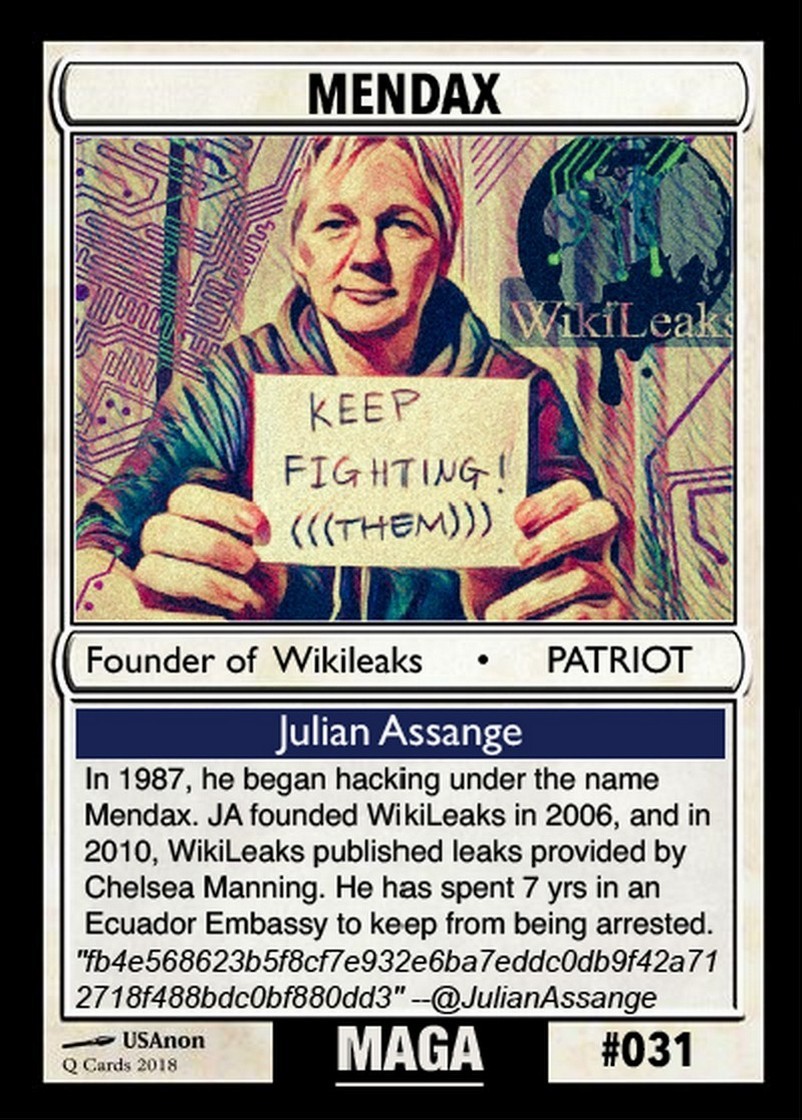 MENDAX
WikiLeaks
KEEP
FIGHTING!
(((THEM)))
Founder of Wikileaks • PATRIOT
Julian Assange
In 1987, he began hacking under the name
Mendax. JA founded WikiLeaks in 2006, and in
2010, WikiLeaks published leaks provided by
Chelsea Manning. He has spent 7 yrs in an
Ecuador Embassy to keep from being arrested.
"fb4e568623b5f8cf7e932e6ba7eddc0db9f42a71
2718f488bdc0bf880dd3" --@JulianAssange
USAnon
Q Cards 2018
MAGA
#031